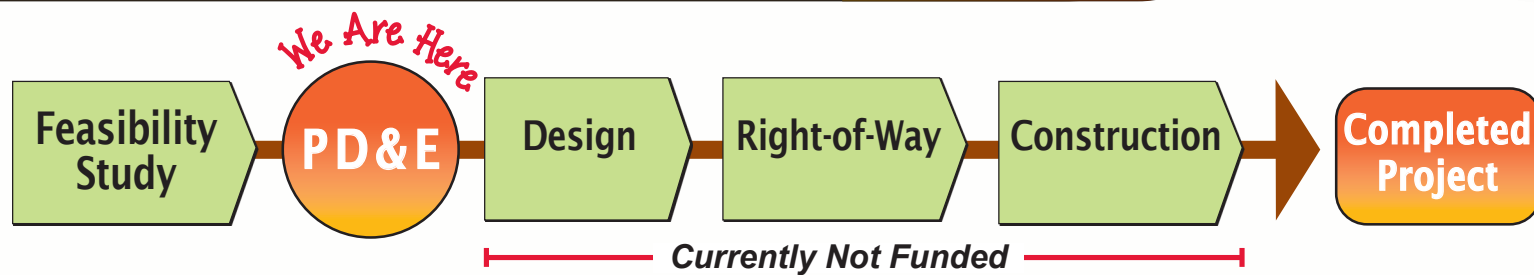 We Are Here
Feasibility
Study
PD&E
Design
Right-of-Way
Construction
Completed
Project
Currently Not Funded